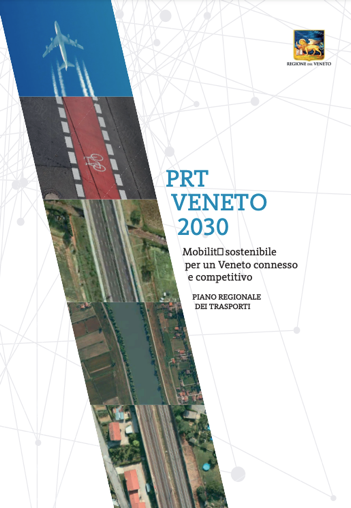 REGIONE DEL VENETO
PRT
VENETO
2030
Mobilit□ sostenibile
per un Veneto connesso
e competitivo
PIANO REGIONALE
DEI TRASPORTI